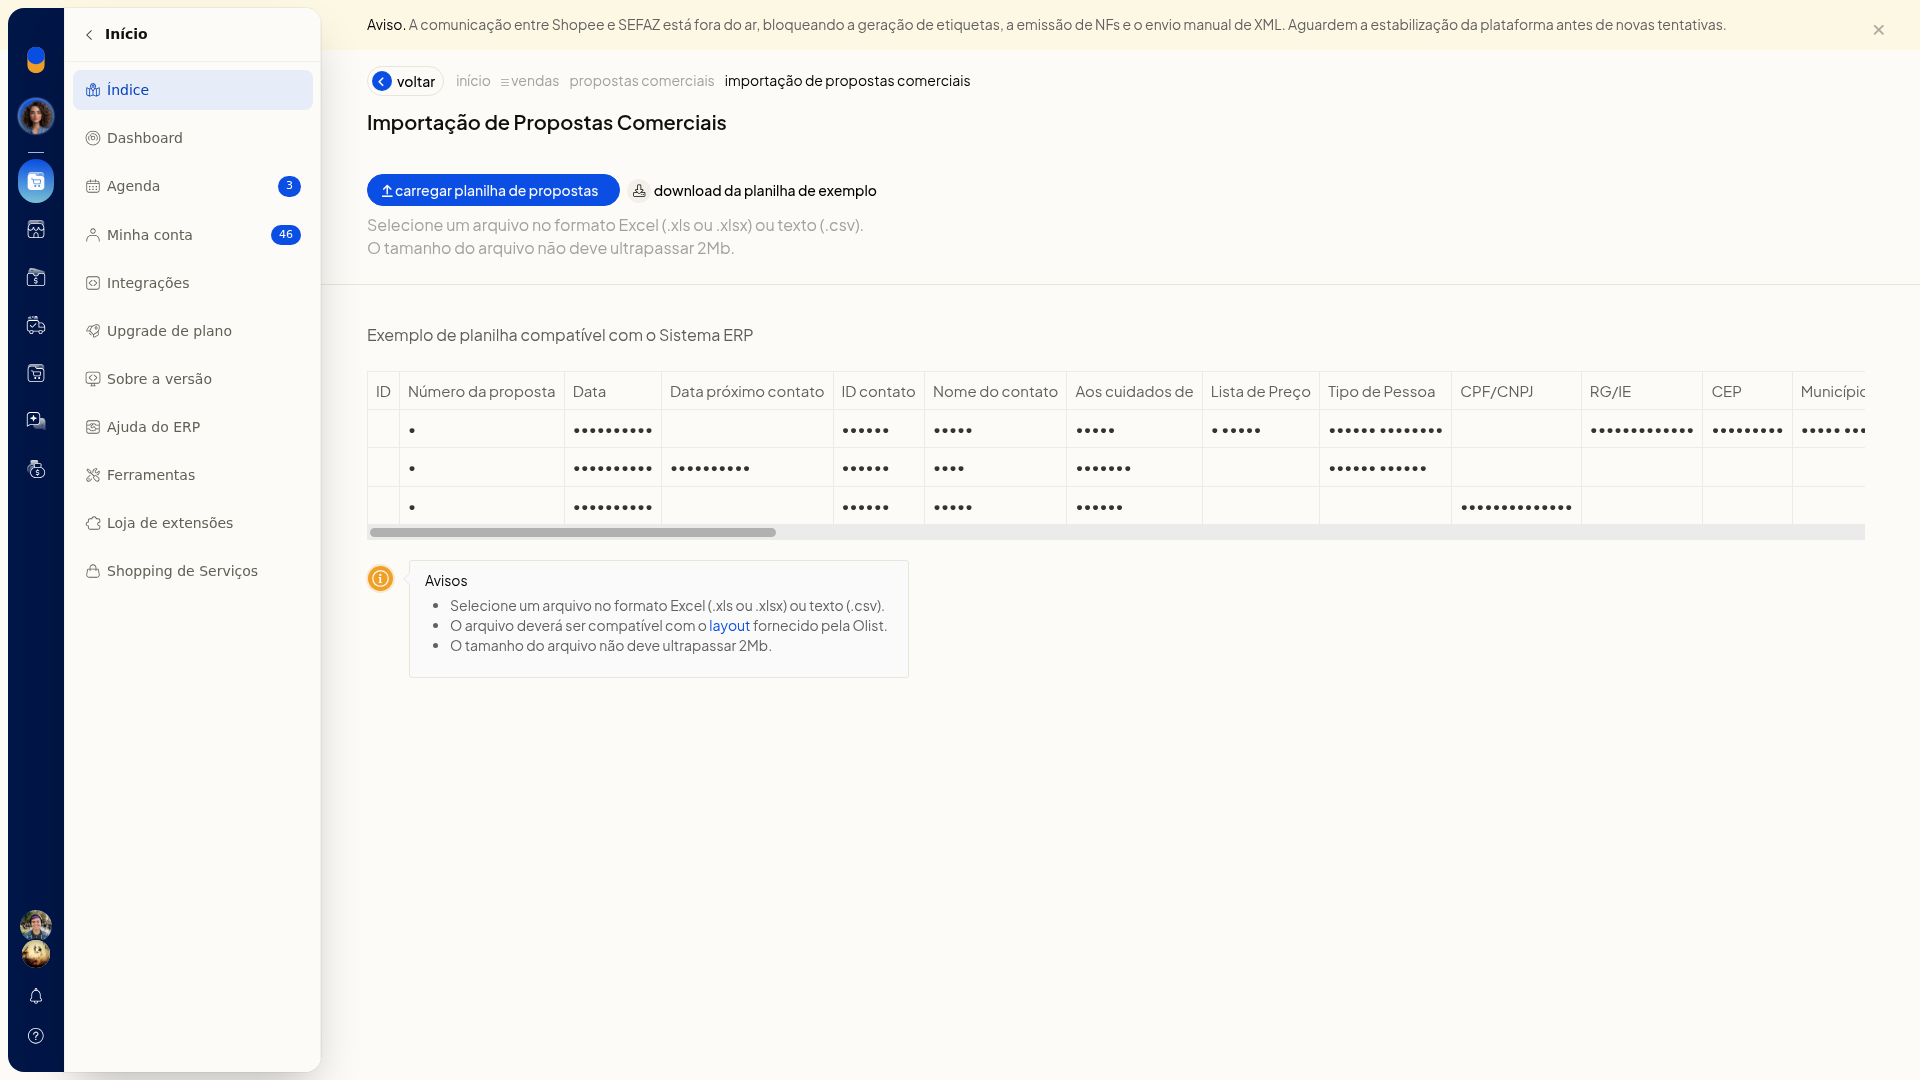 Início
Índice
Dashboard
Agenda 3
Minha conta 46
Integrações
Upgrade de plano
Sobre a versão
Ajuda do ERP
Ferramentas
Loja de extensões
Shopping de Serviços
Aviso. A comunicação entre Shopee e SEFAZ está fora do ar, bloqueando a geração de etiquetas, a emissão de NFs e o envio manual de XML. Aguardem a estabilização da plataforma antes de novas tentativas.
voltar início vendas propostas comerciais importação de propostas comerciais
Importação de Propostas Comerciais
carregar planilha de propostas download da planilha de exemplo
Selecione um arquivo no formato Excel (.xls ou .xlsx) ou texto (.csv).
O tamanho do arquivo não deve ultrapassar 2Mb.
Exemplo de planilha compatível com o Sistema ERP
ID Número da proposta Data Data próximo contato ID contato Nome do contato Aos cuidados de Lista de Preço Tipo de Pessoa CPF/CNPJ RG/IE CEP Município
• •••••••••• •••••• ••••• ••••• • ••••• •••••• •••••••• ••••••••••••• ••••••••• ••••• •••
• •••••••••• •••••••••• •••••• •••• ••••••• •••••• ••••••
• •••••••••• •••••• ••••• •••••• ••••••••••••••
Avisos
• Selecione um arquivo no formato Excel (.xls ou .xlsx) ou texto (.csv).
• O arquivo deverá ser compatível com o layout fornecido pela Olist.
• O tamanho do arquivo não deve ultrapassar 2Mb.